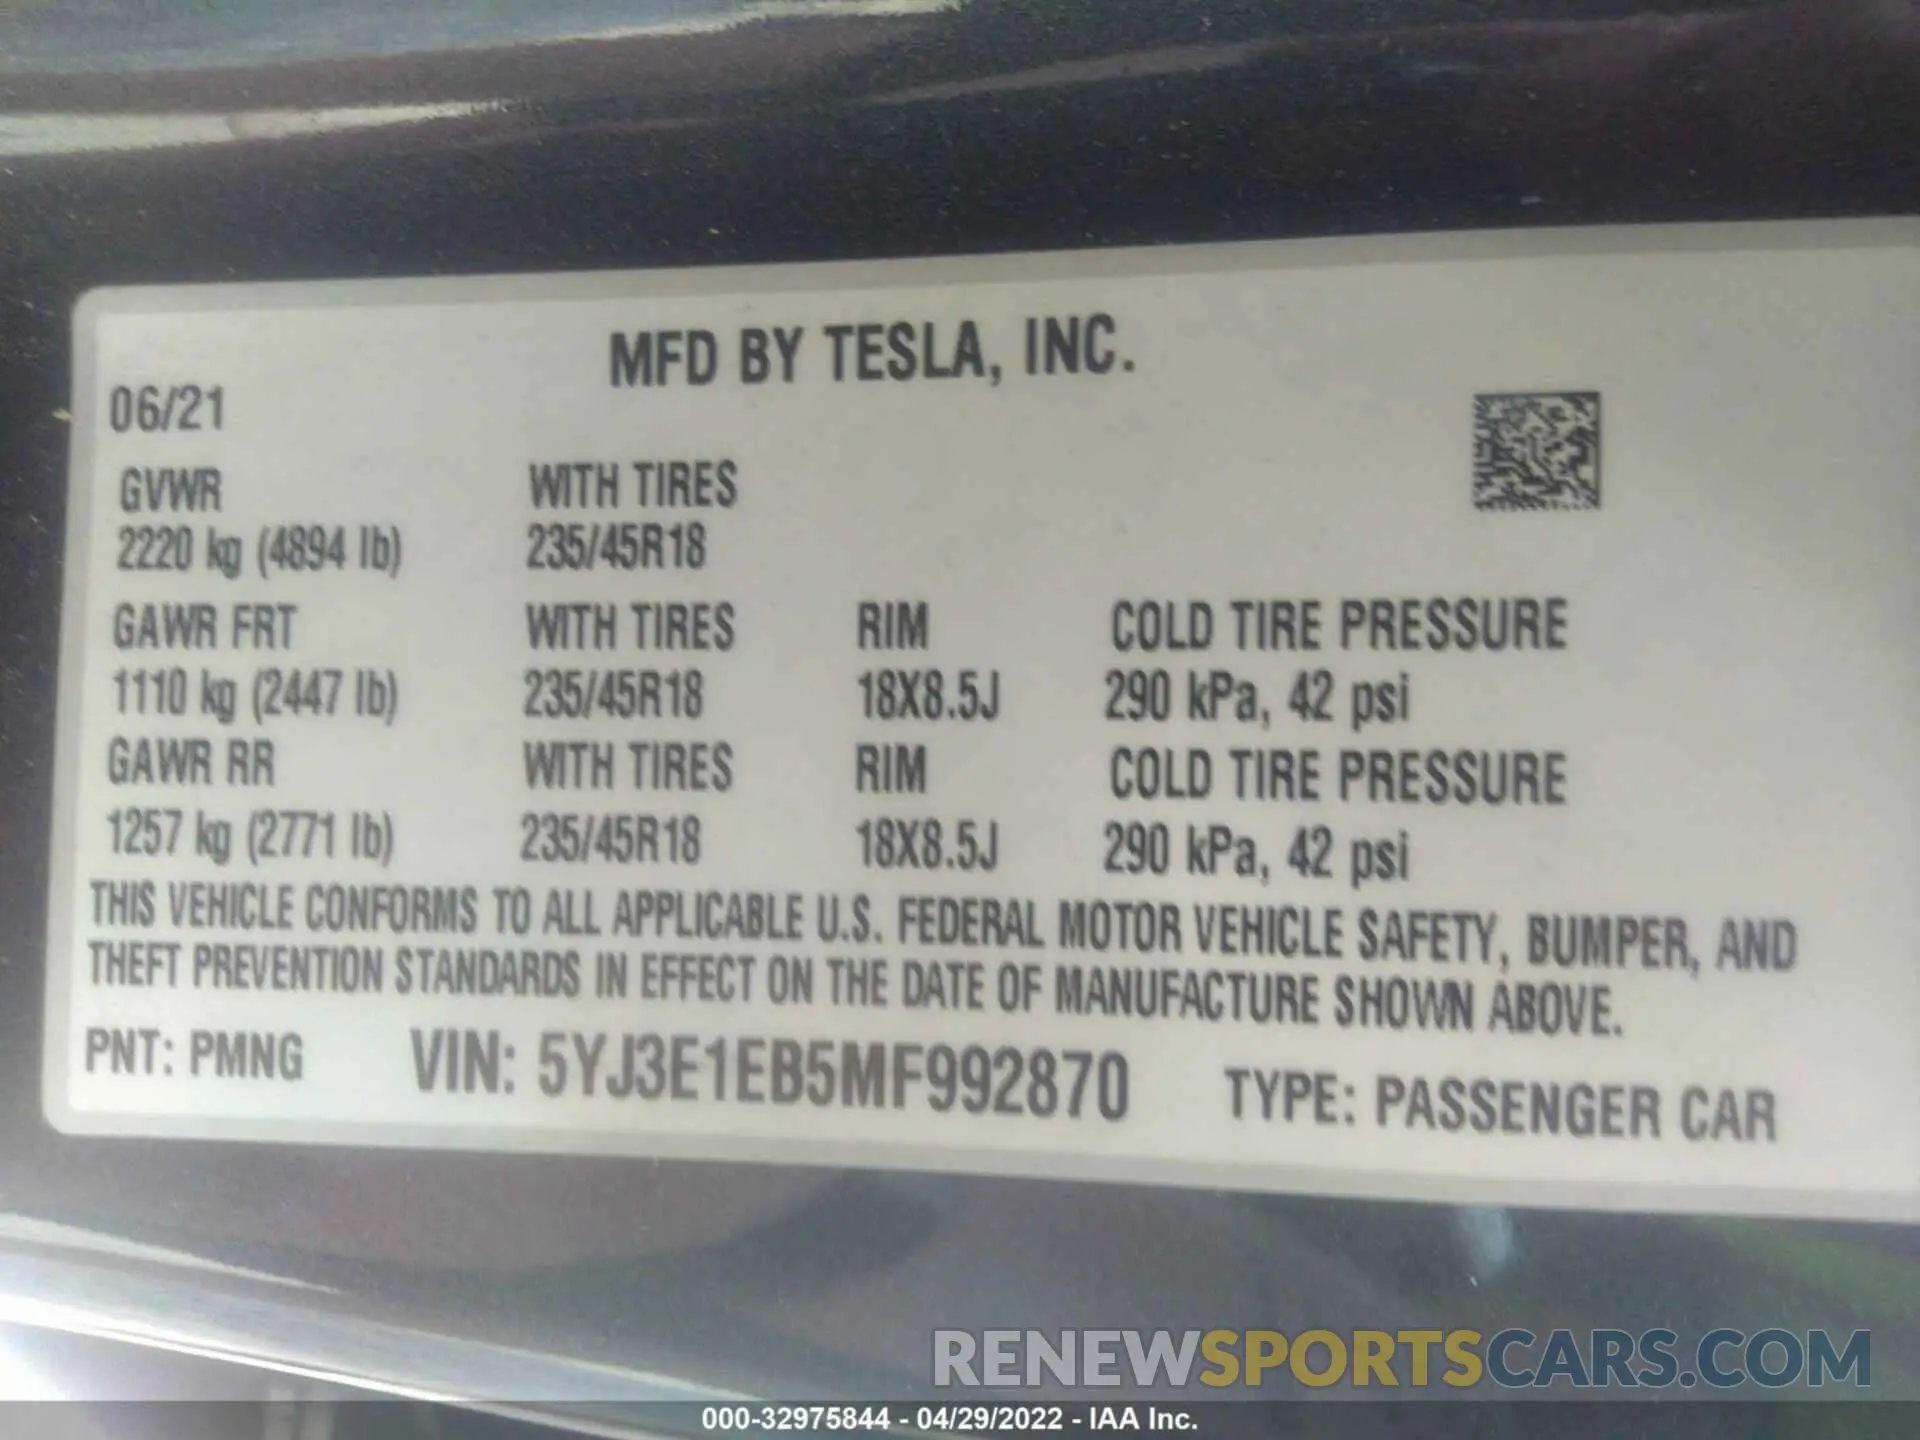 MFD BY TESLA, INC.
06/21
GVWR WITH TIRES
2220 kg (4894 lb) 235/45R18
GAWR FRT WITH TIRES RIM COLD TIRE PRESSURE
1110 kg (2447 lb) 235/45R18 18X8.5J 290 kPa, 42 psi
GAWR RR WITH TIRES RIM COLD TIRE PRESSURE
1257 kg (2771 lb) 235/45R18 18X8.5J 290 kPa, 42 psi
THIS VEHICLE CONFORMS TO ALL APPLICABLE U.S. FEDERAL MOTOR VEHICLE SAFETY, BUMPER, AND
THEFT PREVENTION STANDARDS IN EFFECT ON THE DATE OF MANUFACTURE SHOWN ABOVE.
PNT: PMNG VIN: 5YJ3E1EB5MF992870 TYPE: PASSENGER CAR
RENEWSPORTSCARS.COM
000-32975844 - 04/29/2022 - IAA Inc.